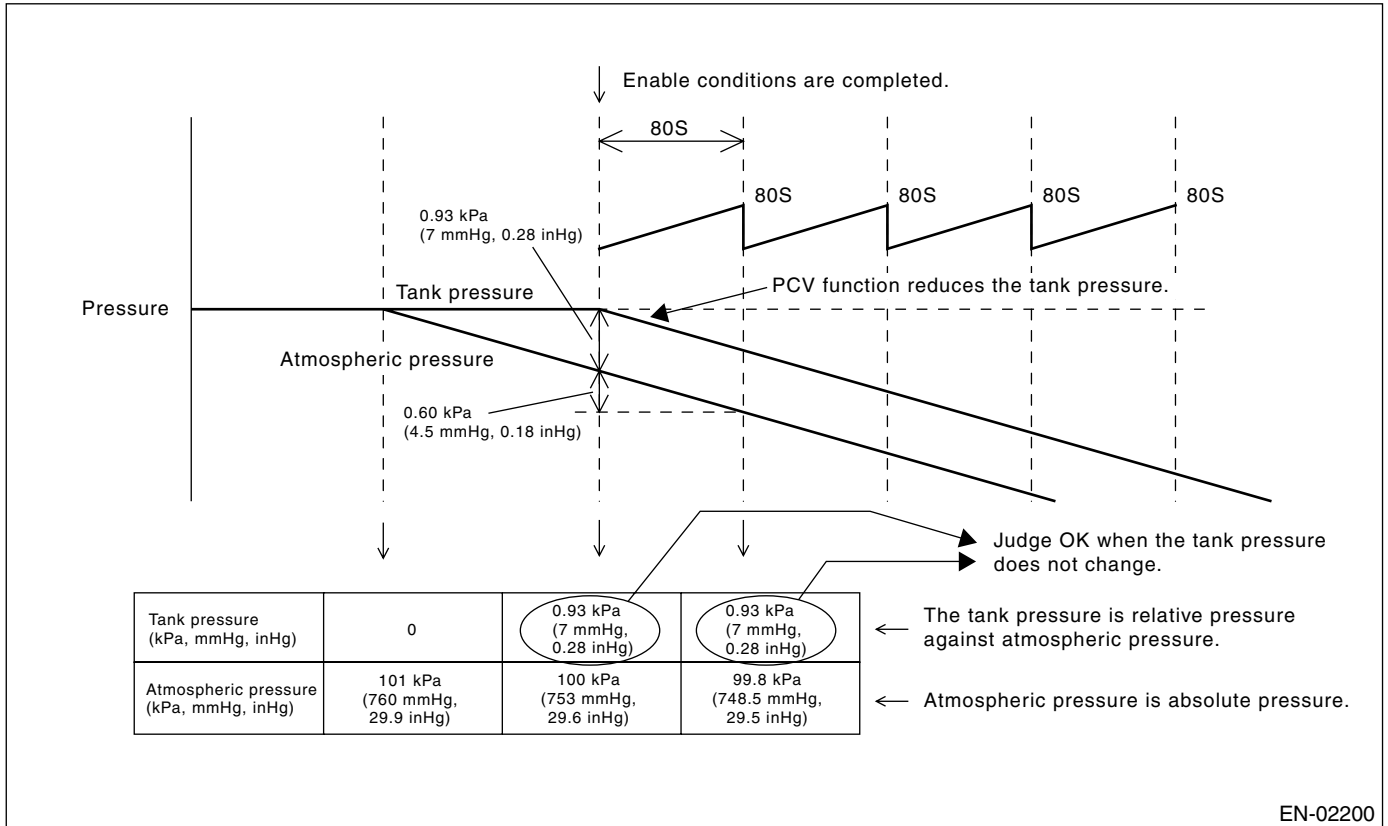 Enable conditions are completed.
80S
80S
80S
80S
80S
0.93 kPa
(7 mmHg, 0.28 inHg)
PCV function reduces the tank pressure.
Tank pressure
Pressure
Atmospheric pressure
0.60 kPa
(4.5 mmHg, 0.18 inHg)
Judge OK when the tank pressure
does not change.
Tank pressure
(kPa, mmHg, inHg)
0
0.93 kPa
(7 mmHg,
0.28 inHg)
0.93 kPa
(7 mmHg,
0.28 inHg)
The tank pressure is relative pressure
against atmospheric pressure.
Atmospheric pressure
(kPa, mmHg, inHg)
101 kPa
(760 mmHg,
29.9 inHg)
100 kPa
(753 mmHg,
29.6 inHg)
99.8 kPa
(748.5 mmHg,
29.5 inHg)
Atmospheric pressure is absolute pressure.
EN-02200